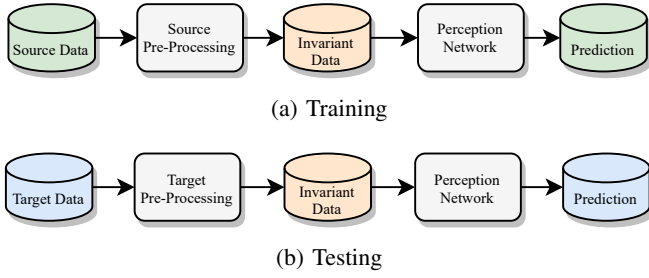 Source Data
Source
Pre-Processing
Invariant
Data
Perception
Network
Prediction
(a) Training
Target Data
Target
Pre-Processing
Invariant
Data
Perception
Network
Prediction
(b) Testing